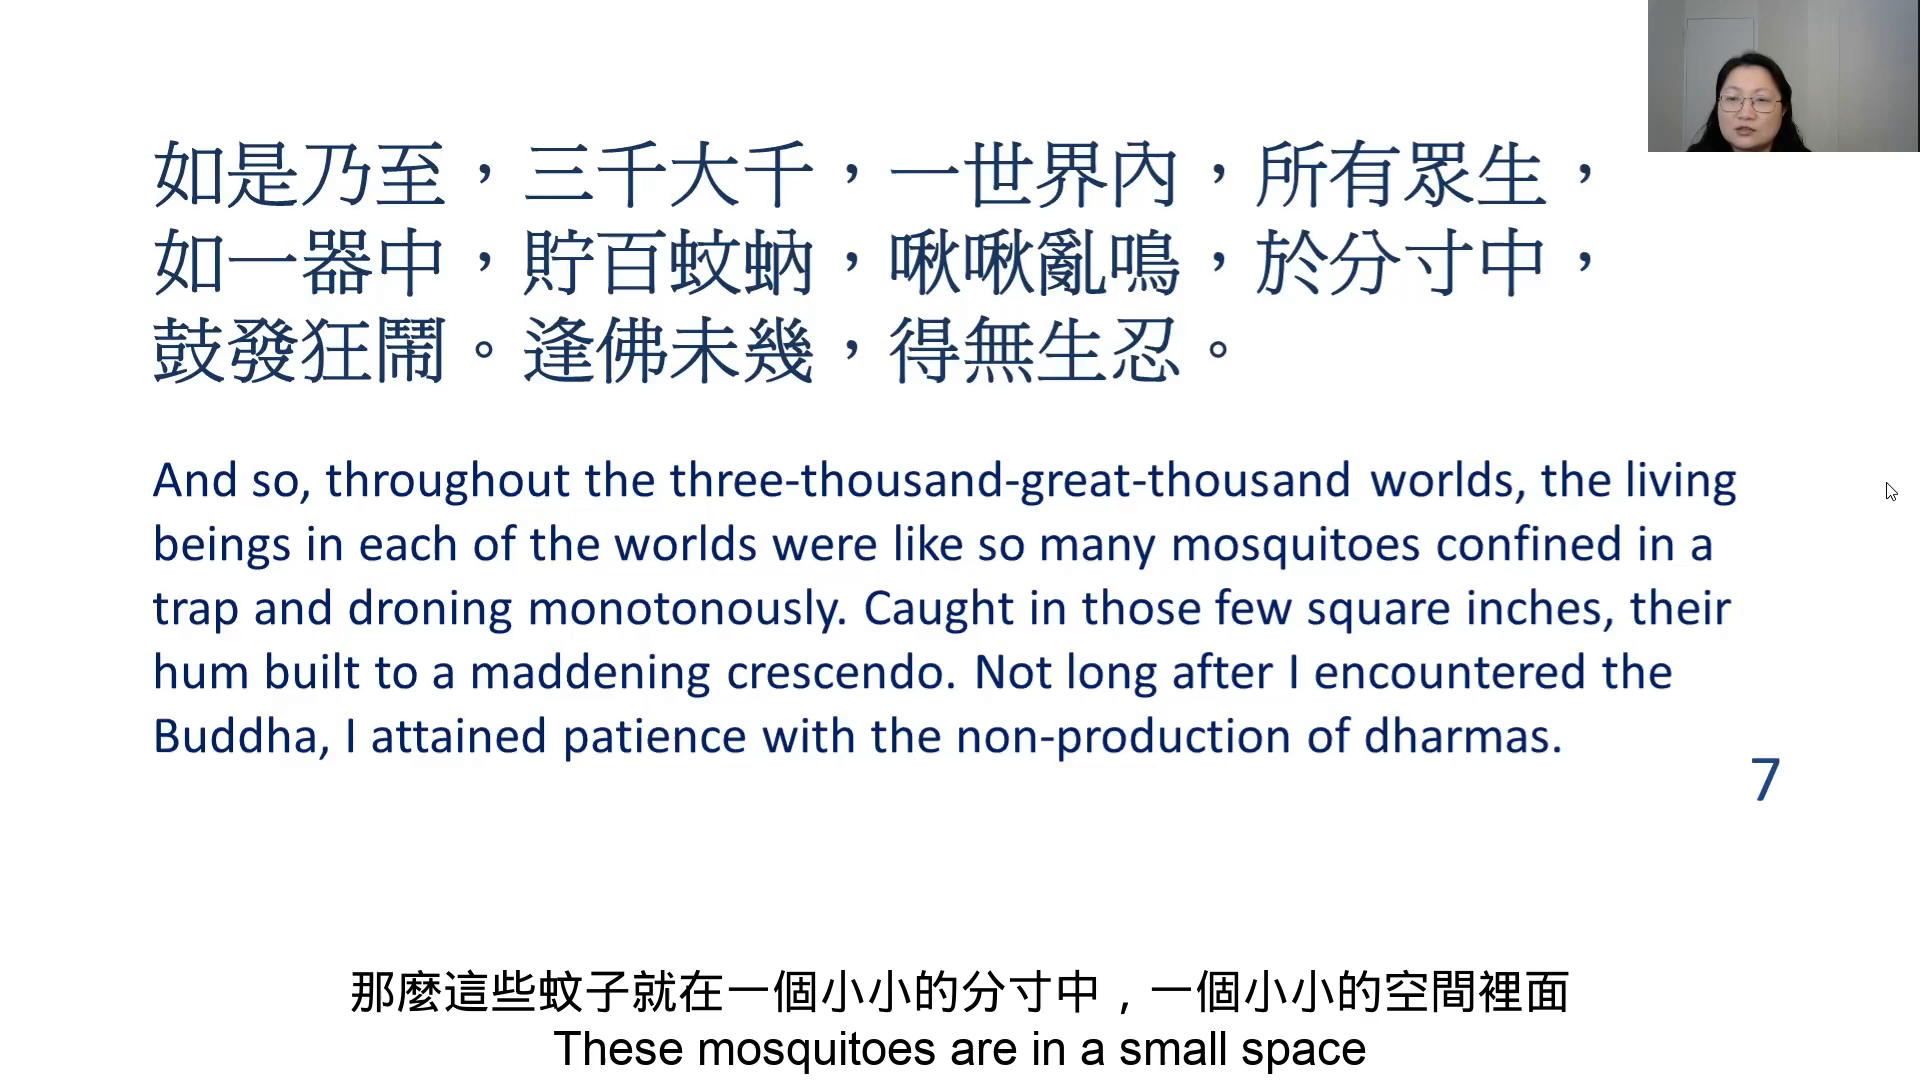 如是乃至，三千大千，一世界內，所有眾生，
如一器中，貯百蚊蚋，啾啾亂鳴，於分寸中，
鼓發狂鬧。逢佛未幾，得無生忍。
And so, throughout the three-thousand-great-thousand worlds, the living
beings in each of the worlds were like so many mosquitoes confined in a
trap and droning monotonously. Caught in those few square inches, their
hum built to a maddening crescendo. Not long after I encountered the
Buddha, I attained patience with the non-production of dharmas.
7
那麼這些蚊子就在一個小小的分寸中，一個小小的空間裡面
These mosquitoes are in a small space